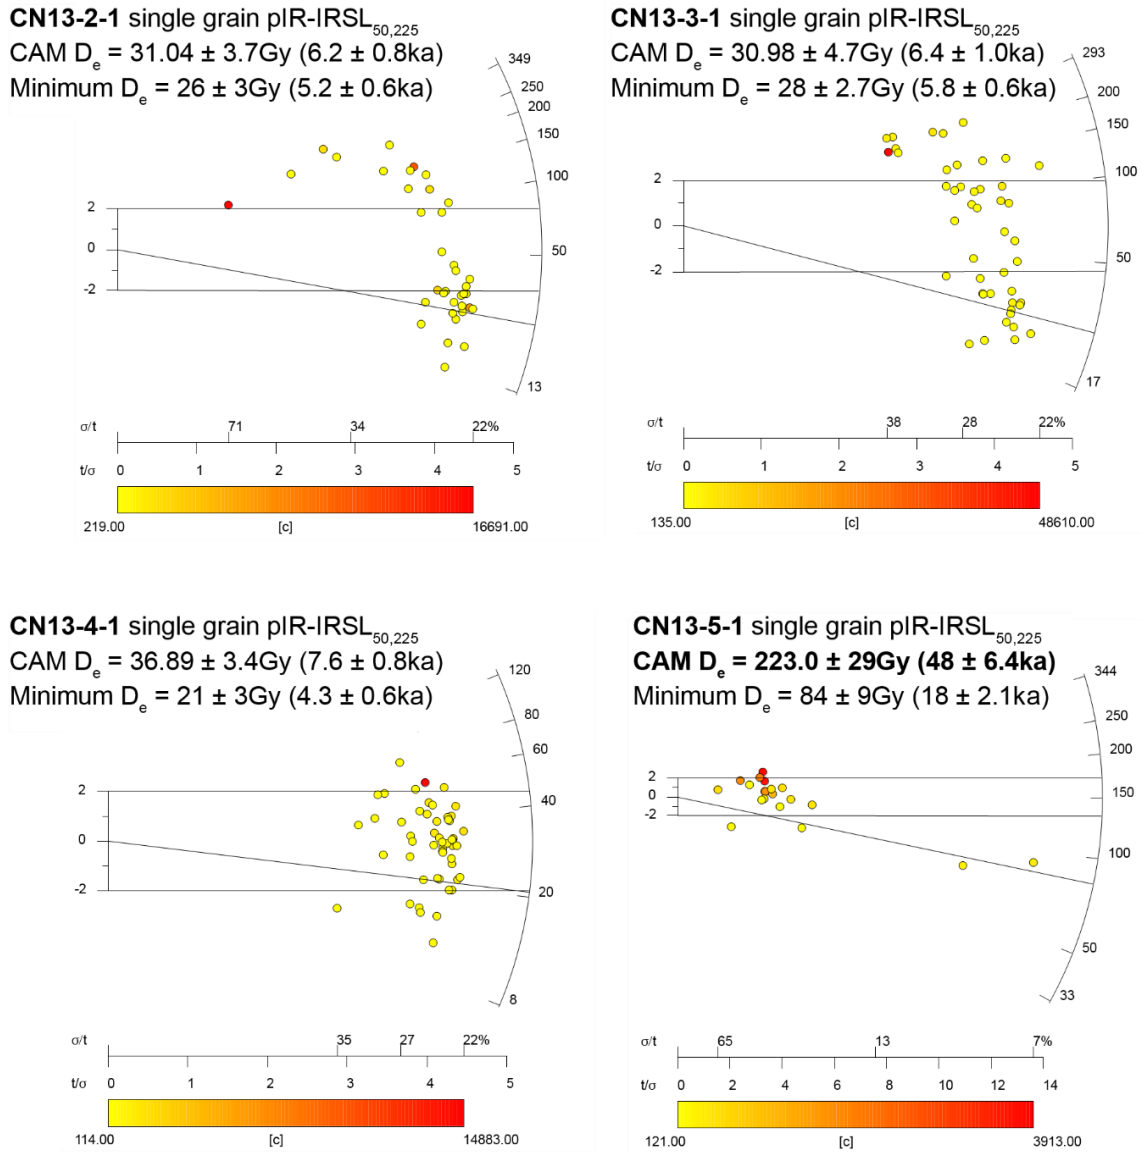 CN13-2-1 single grain pIR-IRSL50,225
CAM De = 31.04 ± 3.7Gy (6.2 ± 0.8ka)
Minimum De = 26 ± 3Gy (5.2 ± 0.6ka)
349
250
200
150
100
50
13
2
0
-2
σ/t 71 34 22%
t/σ 0 1 2 3 4 5
219.00 [c] 16691.00
CN13-3-1 single grain pIR-IRSL50,225
CAM De = 30.98 ± 4.7Gy (6.4 ± 1.0ka)
Minimum De = 28 ± 2.7Gy (5.8 ± 0.6ka)
293
200
150
100
50
17
2
0
-2
σ/t 38 28 22%
t/σ 0 1 2 3 4 5
135.00 [c] 48610.00
CN13-4-1 single grain pIR-IRSL50,225
CAM De = 36.89 ± 3.4Gy (7.6 ± 0.8ka)
Minimum De = 21 ± 3Gy (4.3 ± 0.6ka)
120
80
60
40
20
8
2
0
-2
σ/t 35 27 22%
t/σ 0 1 2 3 4 5
114.00 [c] 14883.00
CN13-5-1 single grain pIR-IRSL50,225
CAM De = 223.0 ± 29Gy (48 ± 6.4ka)
Minimum De = 84 ± 9Gy (18 ± 2.1ka)
344
250
200
150
100
50
33
2
0
-2
σ/t 65 13 7%
t/σ 0 2 4 6 8 10 12 14
121.00 [c] 3913.00